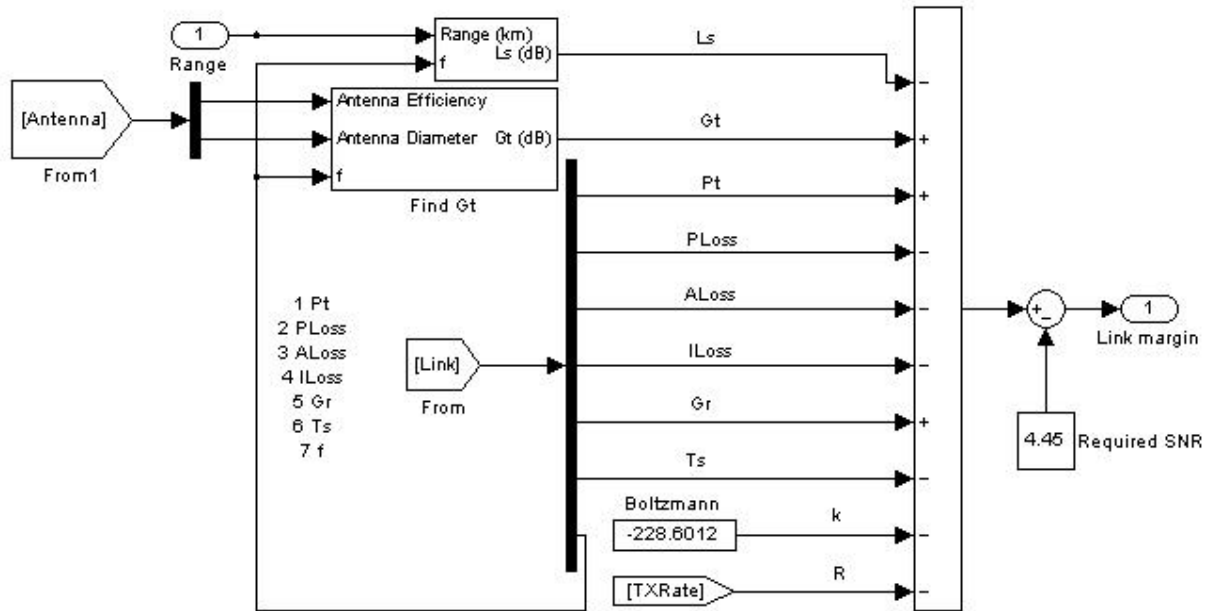 1
Range
Range (km)
Ls (dB)
f
Ls
−
[Antenna]
From1
Antenna Efficiency
Antenna Diameter
Gt (dB)
f
Find Gt
Gt
+
Pt
+
PLoss
−
ALoss
−
ILoss
−
Gr
+
Ts
−
1 Pt
2 PLoss
3 ALoss
4 ILoss
5 Gr
6 Ts
7 f
[Link]
From
Boltzmann
-228.6012
k
−
[TXRate]
R
−
+
−
1
Link margin
4.45
Required SNR